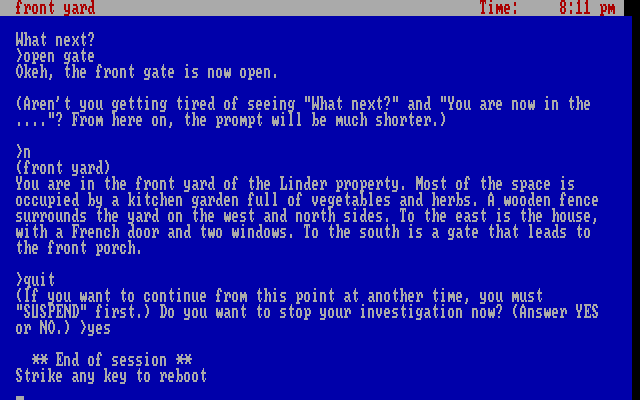 front yard Time: 8:11 pm
What next?
>open gate
Okeh, the front gate is now open.
(Aren't you getting tired of seeing "What next?" and "You are now in the
...."? From here on, the prompt will be much shorter.)
>n
(front yard)
You are in the front yard of the Linder property. Most of the space is
occupied by a kitchen garden full of vegetables and herbs. A wooden fence
surrounds the yard on the west and north sides. To the east is the house,
with a French door and two windows. To the south is a gate that leads to
the front porch.
>quit
(If you want to continue from this point at another time, you must
"SUSPEND" first.) Do you want to stop your investigation now? (Answer YES
or NO.) >yes
** End of session **
Strike any key to reboot